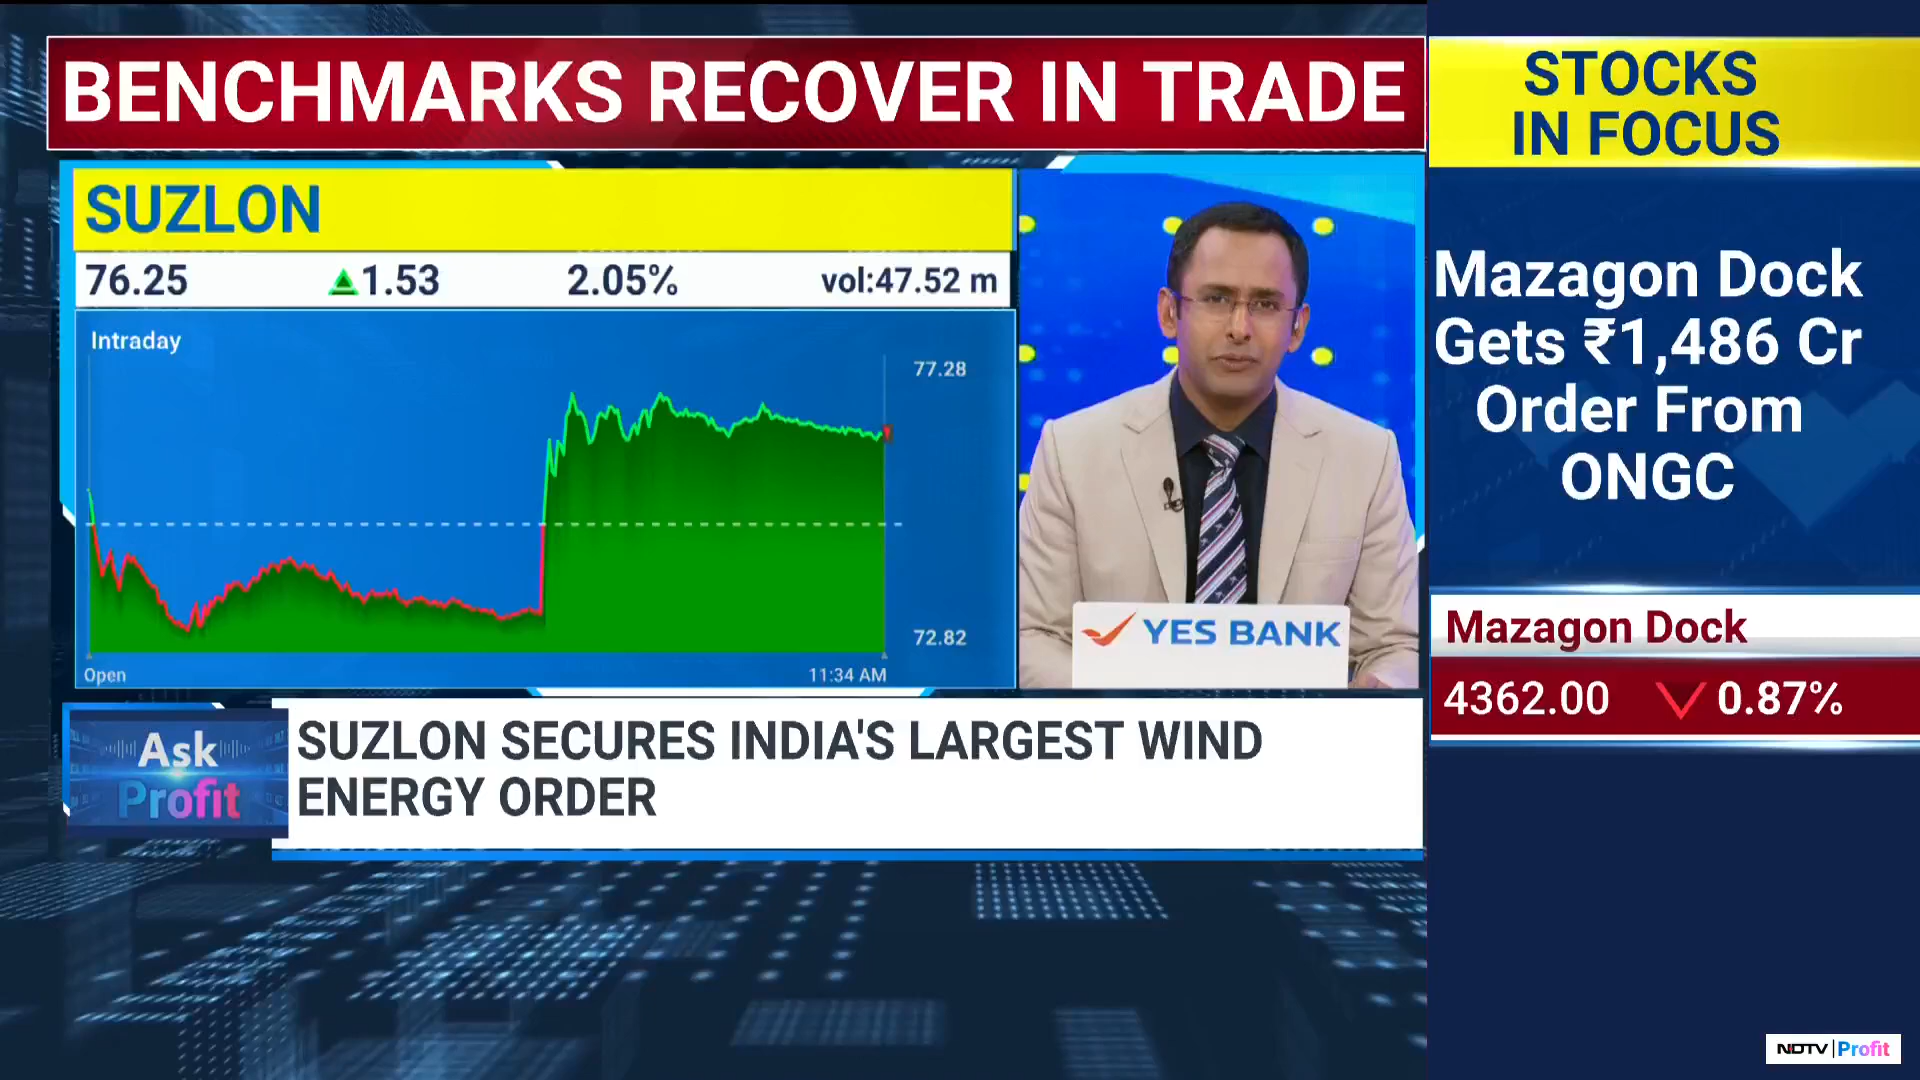 BENCHMARKS RECOVER IN TRADE
SUZLON
76.25 ▲1.53 2.05% vol:47.52 m
Intraday
77.28
72.82
Open 11:34 AM
YES BANK
Ask
Profit
SUZLON SECURES INDIA'S LARGEST WIND
ENERGY ORDER
STOCKS
IN FOCUS
Mazagon Dock
Gets ₹1,486 Cr
Order From
ONGC
Mazagon Dock
4362.00 0.87%
NDTV Profit